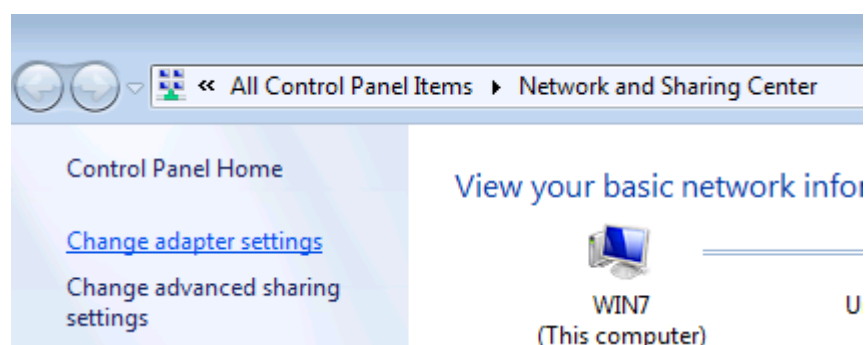 « All Control Panel Items ▸ Network and Sharing Center
Control Panel Home
View your basic network
Change adapter settings
Change advanced sharing
settings
WIN7
(This computer)